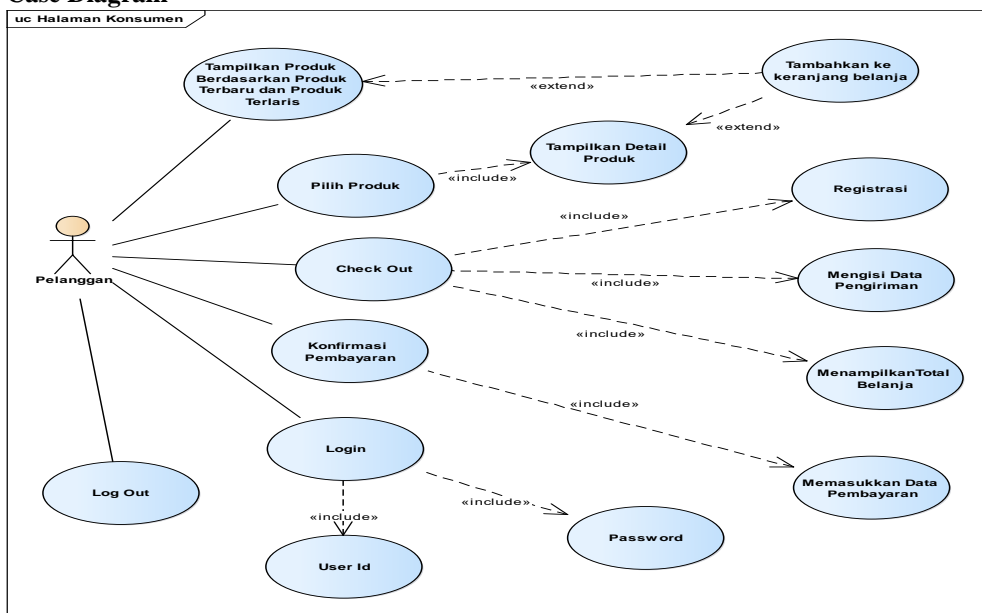 Case Diagram
uc Halaman Konsumen
Tampilkan Produk
Berdasarkan Produk
Terbaru dan Produk
Terlaris
Tambahkan ke
keranjang belanja
«extend»
«extend»
Tampilkan Detail
Produk
Pilih Produk
«include»
Registrasi
«include»
Pelanggan
Check Out
«include»
Mengisi Data
Pengiriman
«include»
Konfirmasi
Pembayaran
MenampilkanTotal
Belanja
«include»
Login
Log Out
«include»
«include»
Memasukkan Data
Pembayaran
Password
User Id